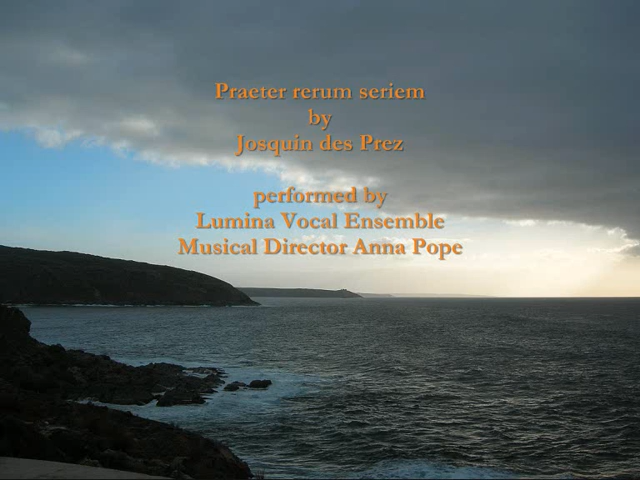 Praeter rerum seriem
by
Josquin des Prez
performed by
Lumina Vocal Ensemble
Musical Director Anna Pope